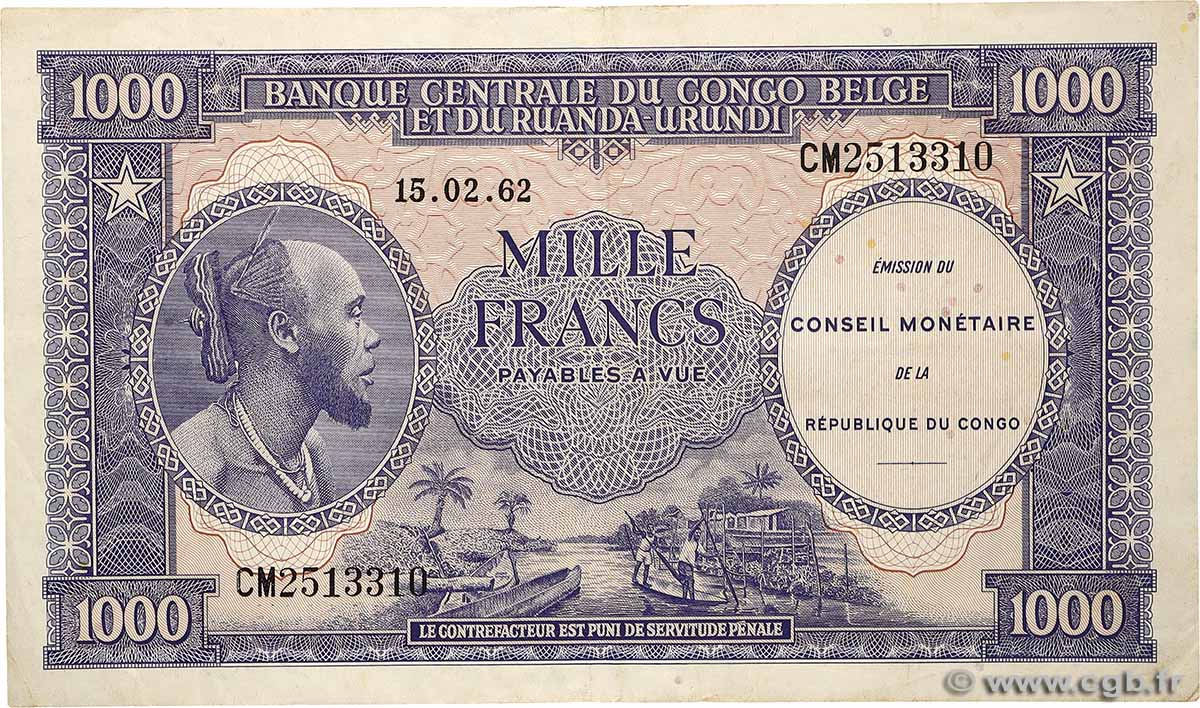 1000
BANQUE CENTRALE DU CONGO BELGE
ET DU RUANDA-URUNDI
1000
CM2513310
15.02.62
MILLE
FRANCS
PAYABLES A VUE
ÉMISSION DU
CONSEIL MONÉTAIRE
DE LA
RÉPUBLIQUE DU CONGO
CM2513310
1000
LE CONTREFACTEUR EST PUNI DE SERVITUDE PÉNALE
1000
© www.cgb.fr